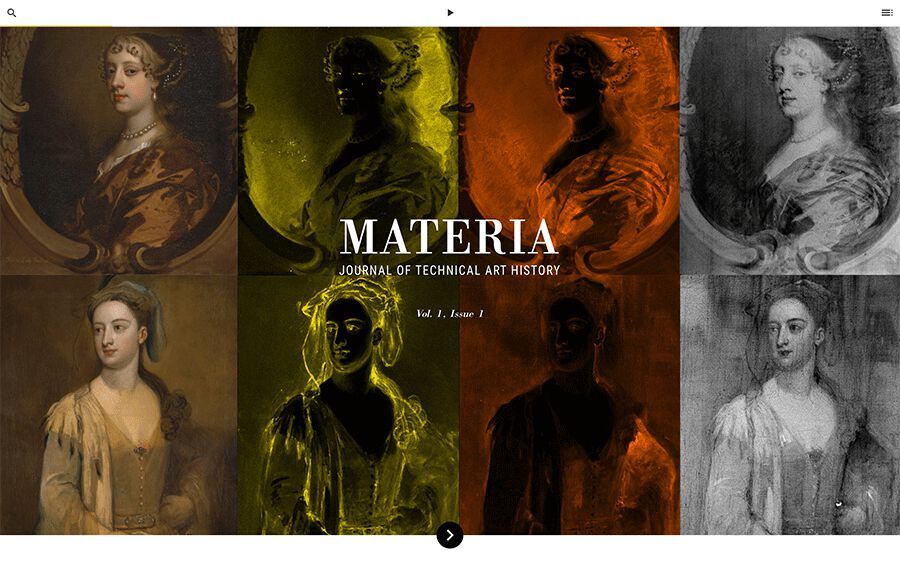 MATERIA
JOURNAL OF TECHNICAL ART HISTORY
Vol. 1, Issue 1